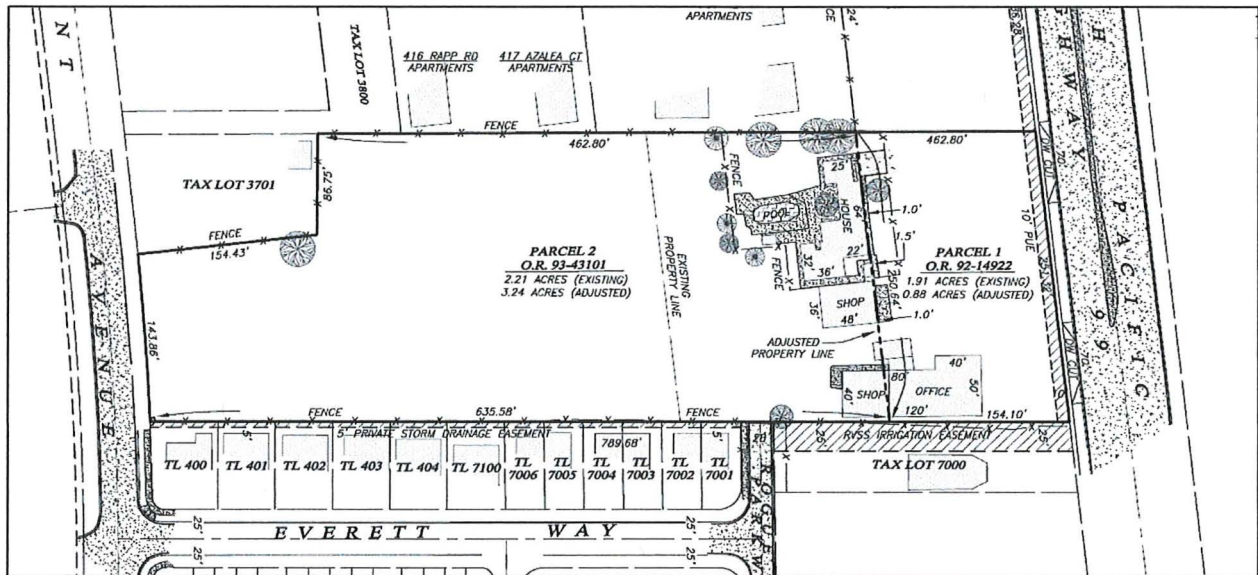 N T
A V E N U E
TAX LOT 3800
416 RAPP RD
APARTMENTS
417 AZALEA CT
APARTMENTS
APARTMENTS
24'
FENCE
462.80'
462.80'
TAX LOT 3701
86.75'
FENCE
154.43'
143.86'
PARCEL 2
O.R. 93-43101
2.21 ACRES (EXISTING)
3.24 ACRES (ADJUSTED)
EXISTING
PROPERTY LINE
FENCE
POOL
FENCE
25'
HOUSE
64'
22'
32'
36'
36'
SHOP
48'
1.0'
1.5'
250.64'
1.0'
PARCEL 1
O.R. 92-14922
1.91 ACRES (EXISTING)
0.88 ACRES (ADJUSTED)
ADJUSTED
PROPERTY LINE
40'
80'
SHOP
OFFICE
50'
40'
120'
154.10'
10' PUE
H
G H W A Y
P A C I F I C
9 9
FENCE
635.58'
FENCE
5' PRIVATE STORM DRAINAGE EASEMENT
5'
789.68'
5'
25'
RVSS IRRIGATION EASEMENT
25'
TL 400
TL 401
TL 402
TL 403
TL 404
TL 7100
TL
7006
TL
7005
TL
7004
TL
7003
TL
7002
TL
7001
TAX LOT 7000
25'
25'
E V E R E T T W A Y
25'
25'
R O G U E
P A R K W